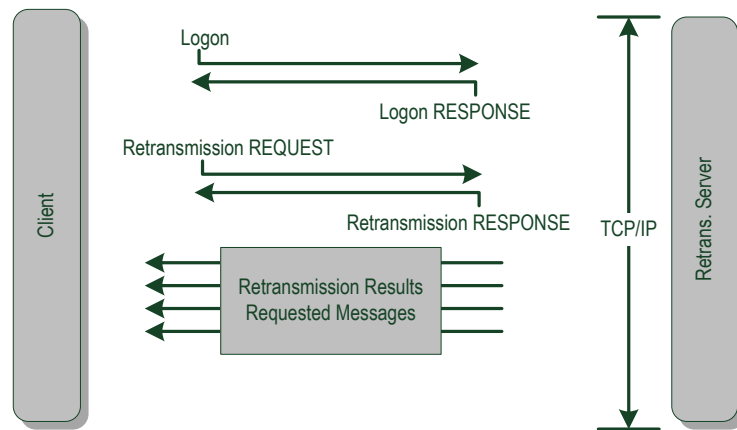 Logon
Logon RESPONSE
Retransmission REQUEST
Retransmission RESPONSE
Client
TCP/IP
Retrans. Server
Retransmission Results
Requested Messages